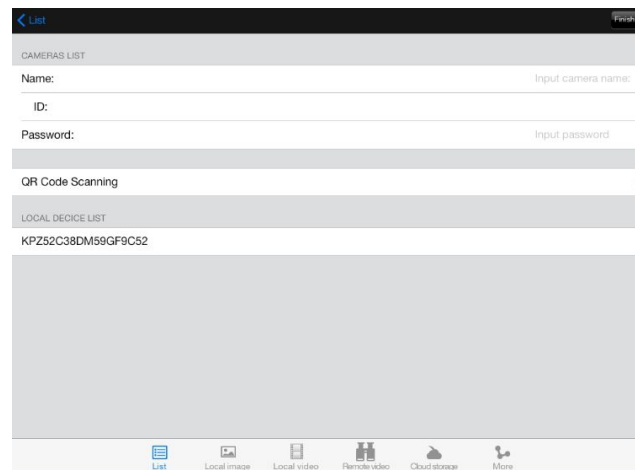 List
Finish
CAMERAS LIST
Name: Input camera name:
ID:
Password: Input password
QR Code Scanning
LOCAL DECICE LIST
KPZ52C38DM59GF9C52
List Local image Local video Remote video Cloud storage More